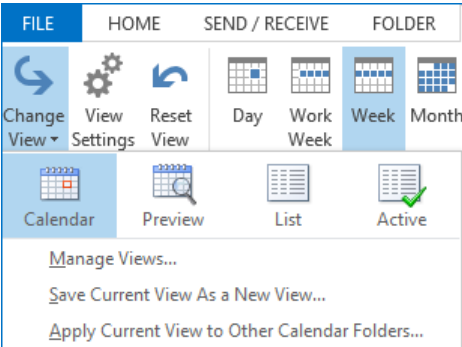 FILE HOME SEND / RECEIVE FOLDER
Change View Reset Day Work Week Month
View Settings View Week
Calendar Preview List Active
Manage Views...
Save Current View As a New View...
Apply Current View to Other Calendar Folders...